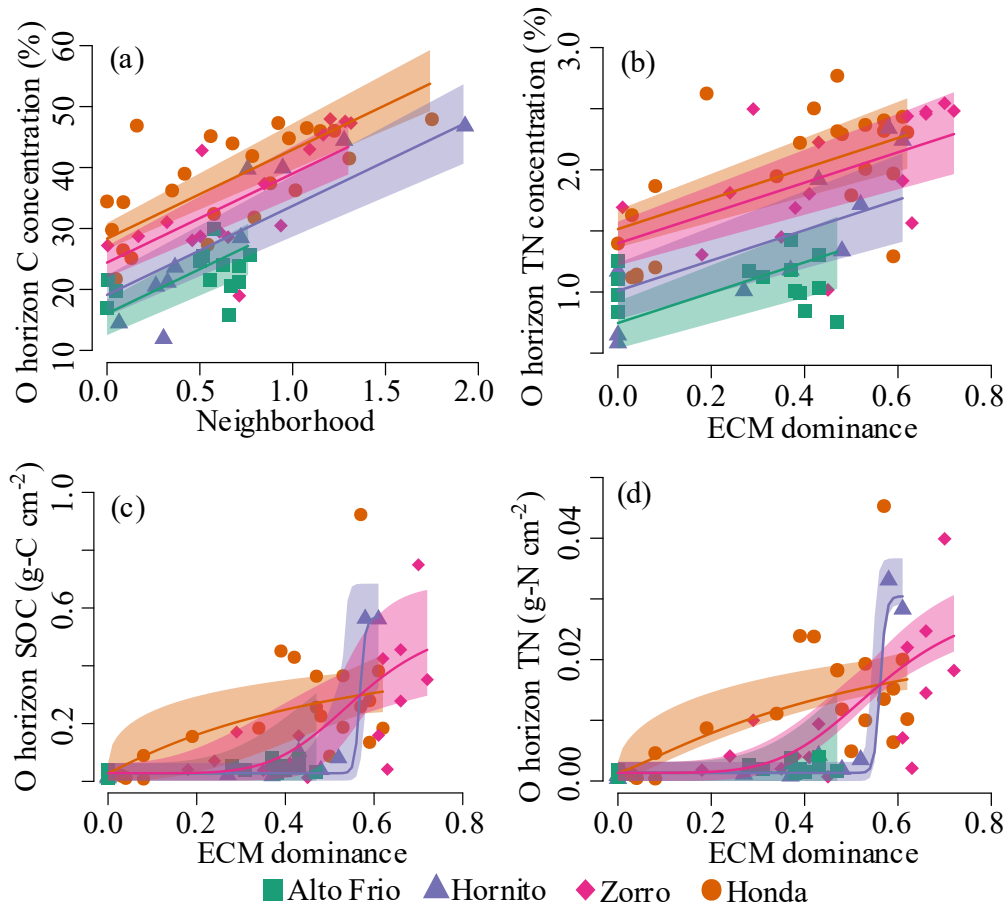 (a)
O horizon C concentration (%)
10 20 30 40 50 60
0.0 0.5 1.0 1.5 2.0
Neighborhood
(b)
O horizon TN concentration (%)
1.0 2.0 3.0
0.0 0.2 0.4 0.6 0.8
ECM dominance
(c)
O horizon SOC (g-C cm-2)
0.2 0.6 1.0
0.0 0.2 0.4 0.6 0.8
ECM dominance
(d)
O horizon TN (g-N cm-2)
0.00 0.02 0.04
0.0 0.2 0.4 0.6 0.8
ECM dominance
Alto Frio Hornito Zorro Honda